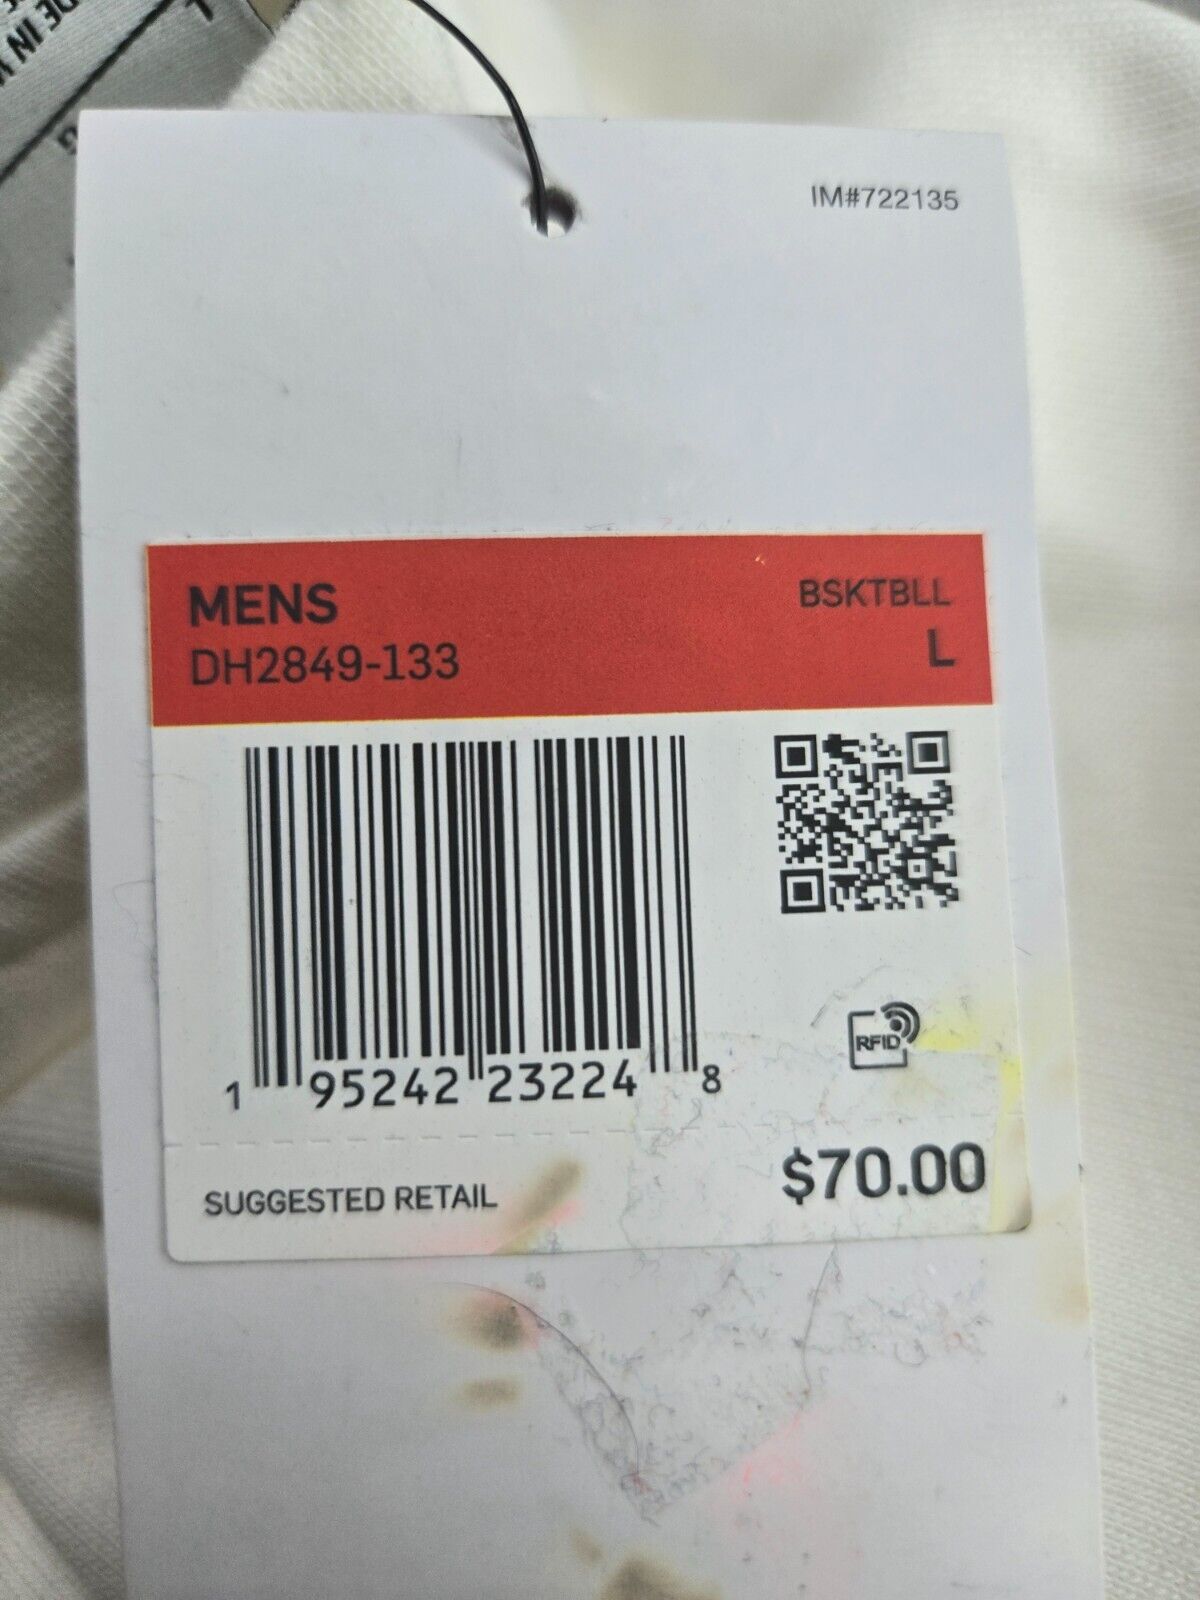 IM#722135
MENS
BSKTBLL
DH2849-133
L
RFID
1 95242 23224 8
SUGGESTED RETAIL
$70.00